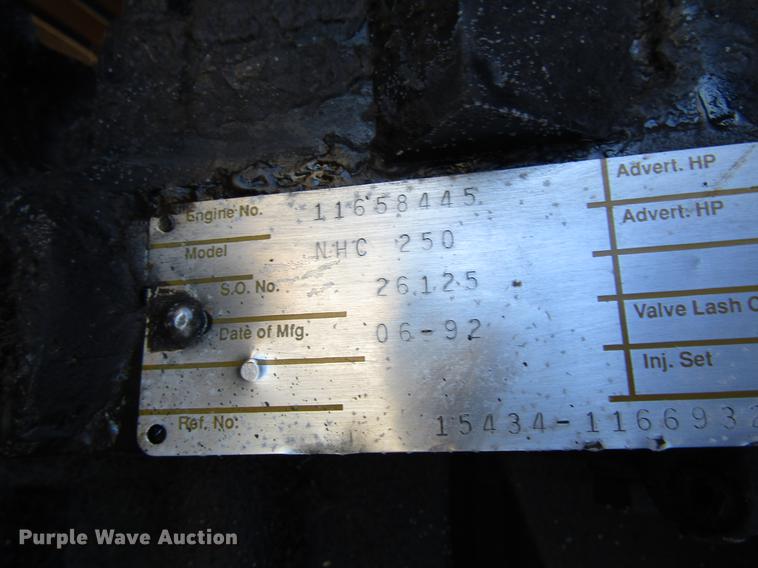 Engine No. 11658445
Model NHC 250
S.O. No. 26125
Date of Mfg. 06-92
Ref. No. 15434-1166932
Advert. HP
Advert. HP
Valve Lash
Inj. Set
Purple Wave Auction